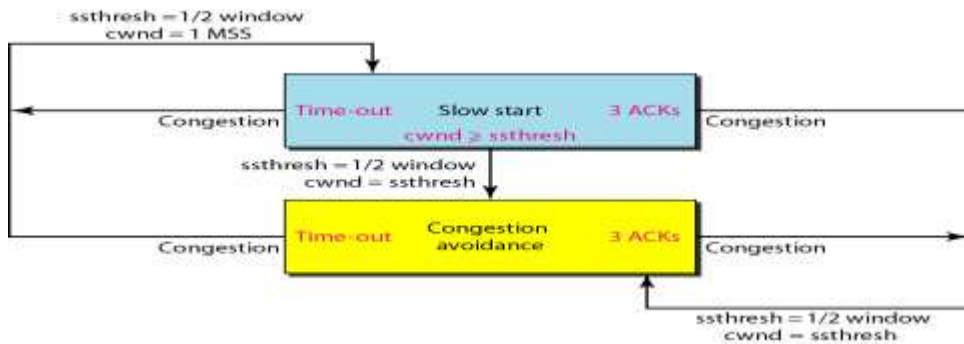 ssthresh = 1/2 window
cwnd = 1 MSS
Time-out Slow start 3 ACKs
Congestion Congestion
cwnd ⩾ ssthresh
ssthresh = 1/2 window
cwnd = ssthresh
Time-out Congestion avoidance 3 ACKs
Congestion Congestion
ssthresh = 1/2 window
cwnd = ssthresh